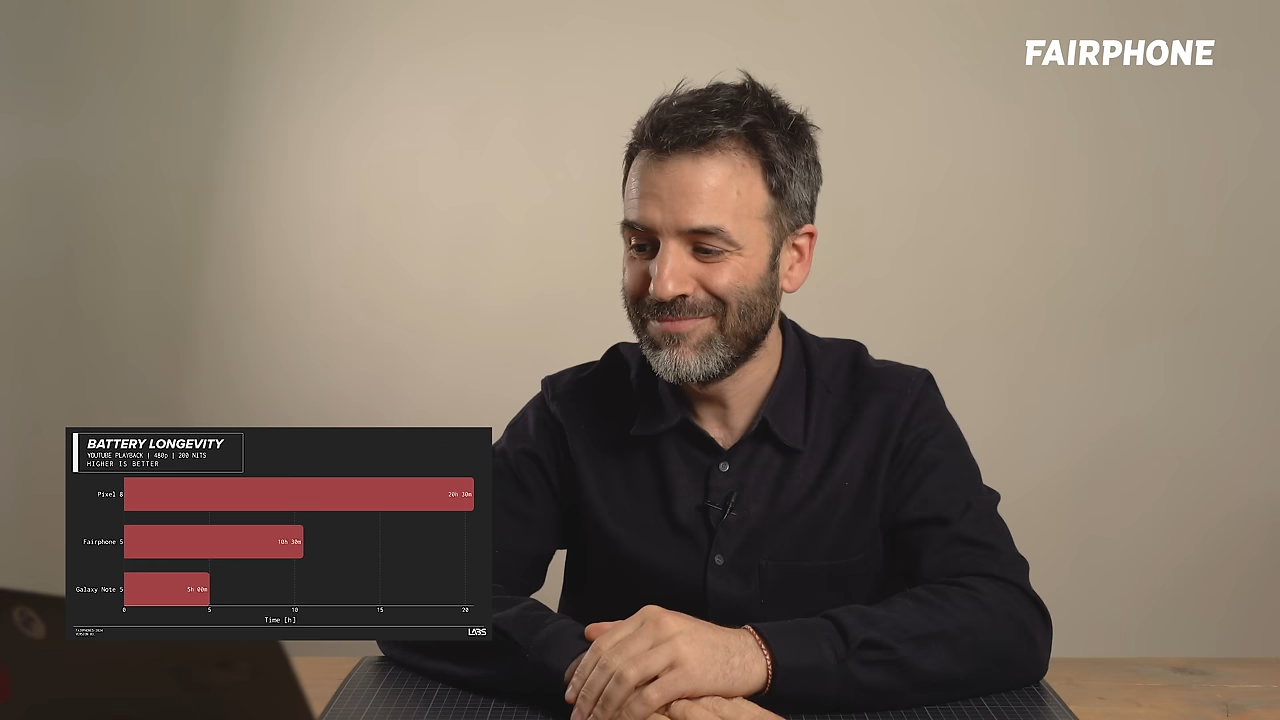 FAIRPHONE
BATTERY LONGEVITY
YOUTUBE PLAYBACK | 480p | 200 NITS
HIGHER IS BETTER
Pixel 8
20h 30m
Fairphone 5
10h 30m
Galaxy Note 5
5h 00m
0 5 10 15 20
Time [h]
LABS